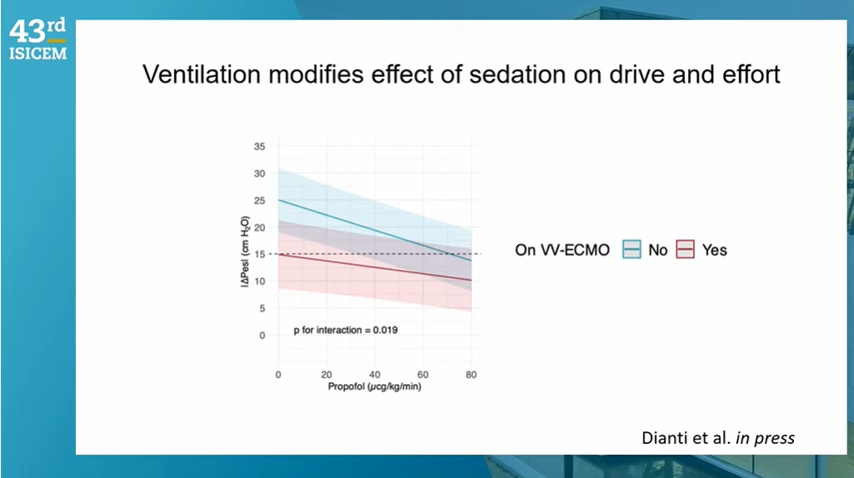 43rd
ISICEM
Ventilation modifies effect of sedation on drive and effort
35
30
25
20
15
10
5
0
|ΔPes| (cm H₂O)
p for interaction = 0.019
0 20 40 60 80
Propofol (µcg/kg/min)
On VV-ECMO No Yes
Dianti et al. in press